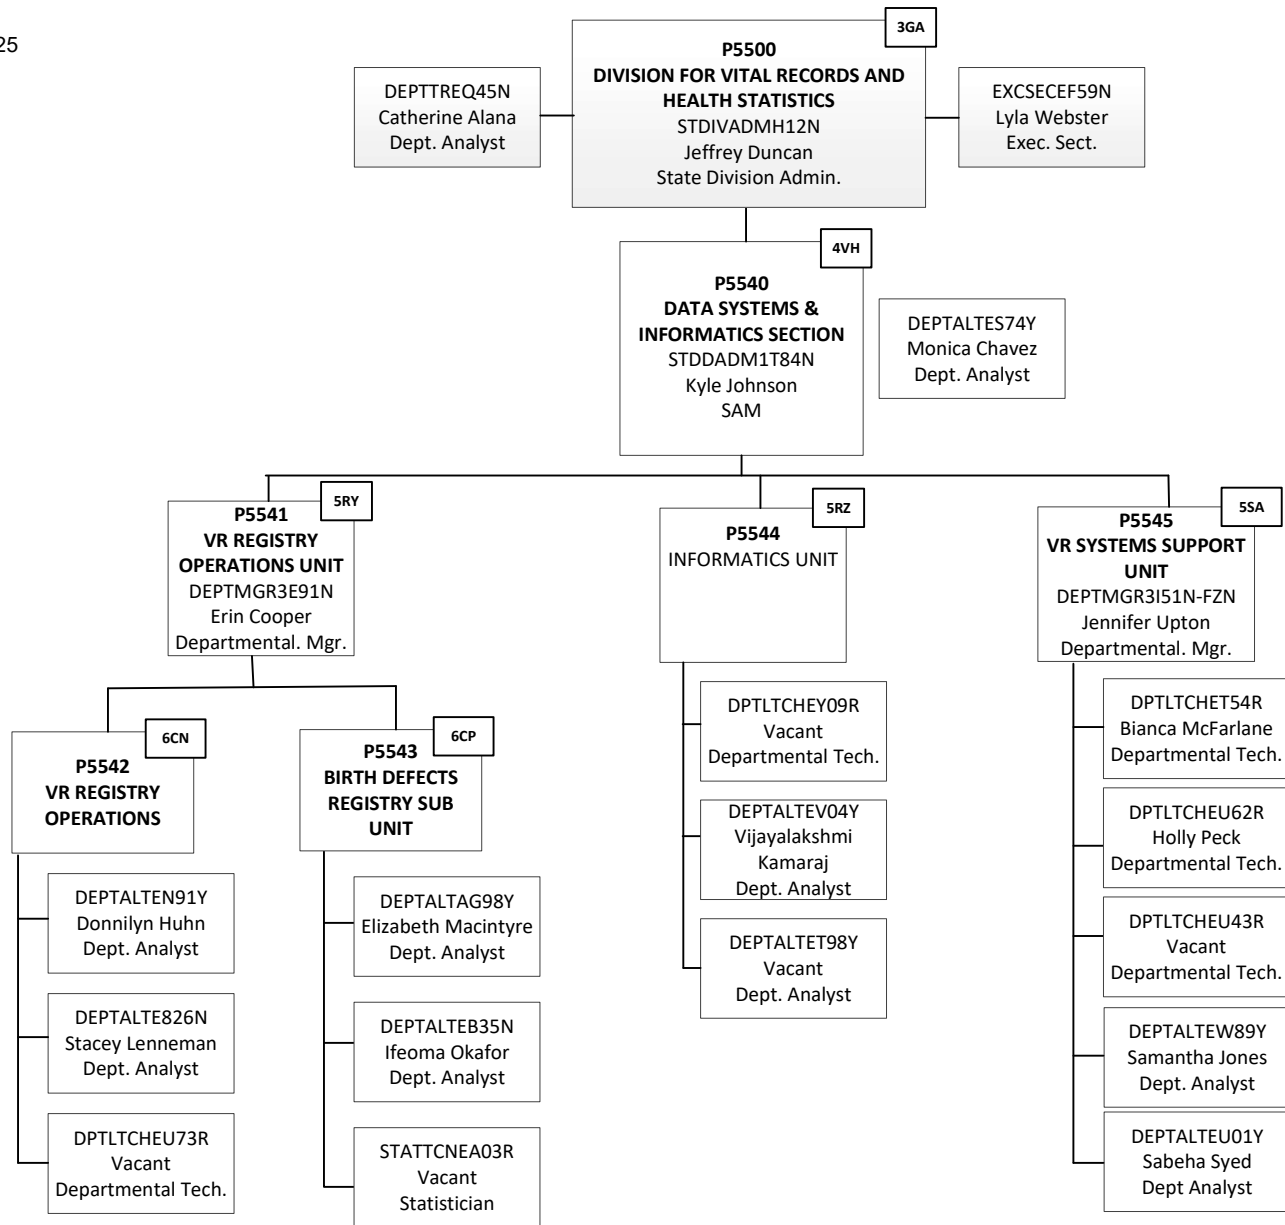 25
3GA
P5500
DIVISION FOR VITAL RECORDS AND
HEALTH STATISTICS
STDIVADMH12N
Jeffrey Duncan
State Division Admin.
DEPTTREQ45N
Catherine Alana
Dept. Analyst
EXCSECEF59N
Lyla Webster
Exec. Sect.
4VH
P5540
DATA SYSTEMS &
INFORMATICS SECTION
STDDADM1T84N
Kyle Johnson
SAM
DEPTALTES74Y
Monica Chavez
Dept. Analyst
5RY
P5541
VR REGISTRY
OPERATIONS UNIT
DEPTMGR3E91N
Erin Cooper
Departmental. Mgr.
5RZ
P5544
INFORMATICS UNIT
5SA
P5545
VR SYSTEMS SUPPORT
UNIT
DEPTMGR3I51N-FZN
Jennifer Upton
Departmental. Mgr.
6CN
P5542
VR REGISTRY
OPERATIONS
DEPTALTEN91Y
Donnilyn Huhn
Dept. Analyst
DEPTALTE826N
Stacey Lenneman
Dept. Analyst
DPTLTCHEU73R
Vacant
Departmental Tech.
6CP
P5543
BIRTH DEFECTS
REGISTRY SUB
UNIT
DEPTALTAG98Y
Elizabeth Macintyre
Dept. Analyst
DEPTALTEB35N
Ifeoma Okafor
Dept. Analyst
STATTCNEA03R
Vacant
Statistician
DPTLTCHEY09R
Vacant
Departmental Tech.
DEPTALTEV04Y
Vijayalakshmi
Kamaraj
Dept. Analyst
DEPTALTET98Y
Vacant
Dept. Analyst
DPTLTCHET54R
Bianca McFarlane
Departmental Tech.
DPTLTCHEU62R
Holly Peck
Departmental Tech.
DPTLTCHEU43R
Vacant
Departmental Tech.
DEPTALTEW89Y
Samantha Jones
Dept. Analyst
DEPTALTEU01Y
Sabeha Syed
Dept Analyst